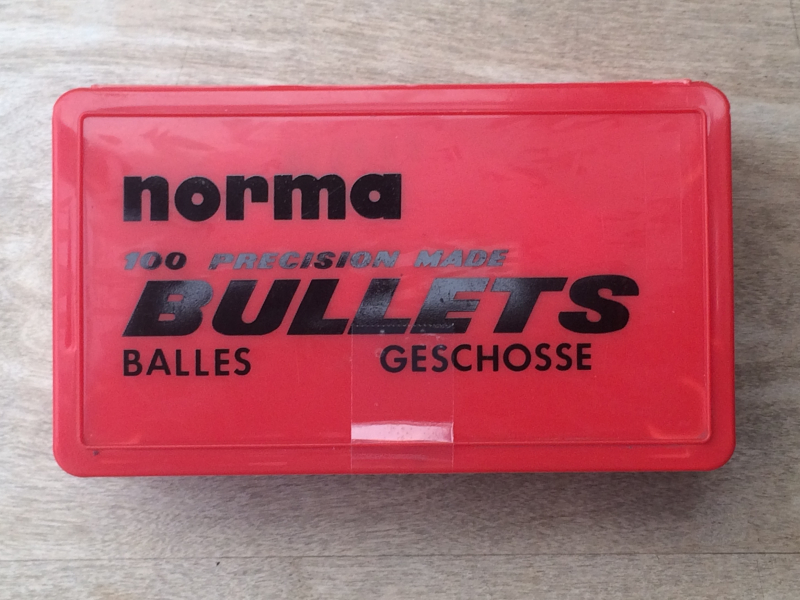 norma
100 PRECISION MADE
BULLETS
BALLES GESCHOSSE